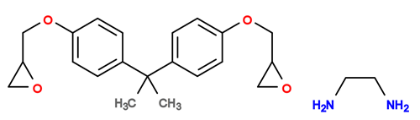 O O
O O
H₃C CH₃
H₂N NH₂